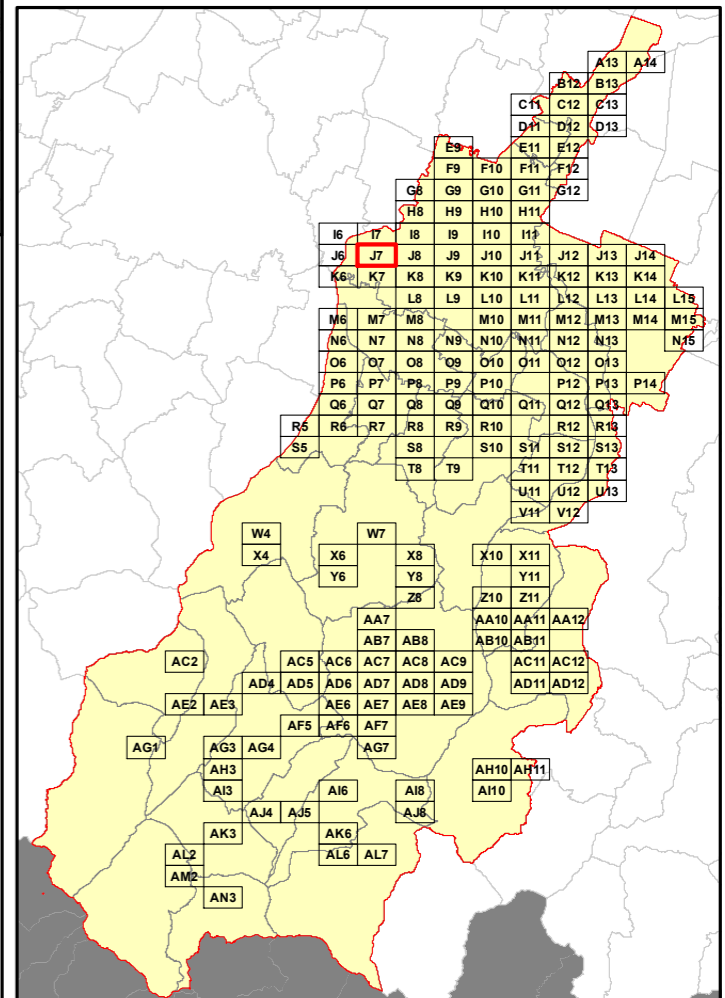 A13 A14
B12 B13
C11 C12 C13
D11 D12 D13
E9 E11 E12
F9 F10 F11 F12
G8 G9 G10 G11 G12
H8 H9 H10 H11
I6 I7 I8 I9 I10 I11
J6 J7 J8 J9 J10 J11 J12 J13 J14
K6 K7 K8 K9 K10 K11 K12 K13 K14
L8 L9 L10 L11 L12 L13 L14 L15
M6 M7 M8 M10 M11 M12 M13 M14 M15
N6 N7 N8 N9 N10 N11 N12 N13 N15
O6 O7 O8 O9 O10 O11 O12 O13
P6 P7 P8 P9 P10 P12 P13 P14
Q6 Q7 Q8 Q9 Q10 Q11 Q12 Q13
R5 R6 R7 R8 R9 R10 R12 R13
S5 S8 S10 S11 S12 S13
T8 T9 T11 T12 T13
U11 U12 U13
V11 V12
W4 W7
X4 X6 X8 X10 X11
Y6 Y8 Y11
Z8 Z10 Z11
AA7 AA10 AA11 AA12
AB7 AB8 AB10 AB11
AC2 AC5 AC6 AC7 AC8 AC9 AC11 AC12
AD4 AD5 AD6 AD7 AD8 AD9 AD11 AD12
AE2 AE3 AE6 AE7 AE8 AE9
AF5 AF6 AF7
AG1 AG3 AG4 AG7
AH3 AH10 AH11
AI3 AI6 AI8 AI10
AJ4 AJ5 AJ8
AK3 AK6
AL2 AL6 AL7
AM2
AN3